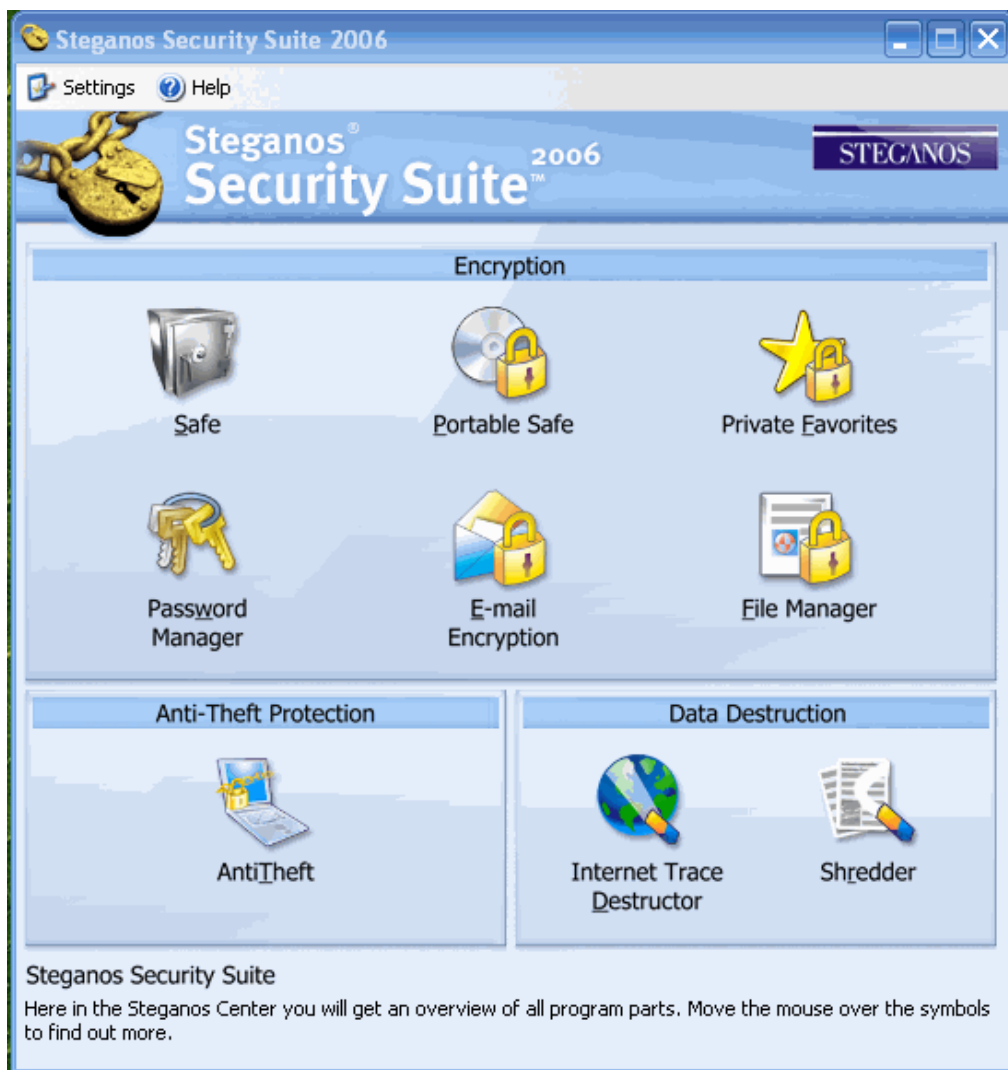 Steganos Security Suite 2006
Settings Help
Steganos® 2006
Security Suite™
STEGANOS
Encryption
Safe Portable Safe Private Favorites
Password E-mail File Manager
Manager Encryption
Anti-Theft Protection Data Destruction
AntiTheft Internet Trace Shredder
Destructor
Steganos Security Suite
Here in the Steganos Center you will get an overview of all program parts. Move the mouse over the symbols
to find out more.